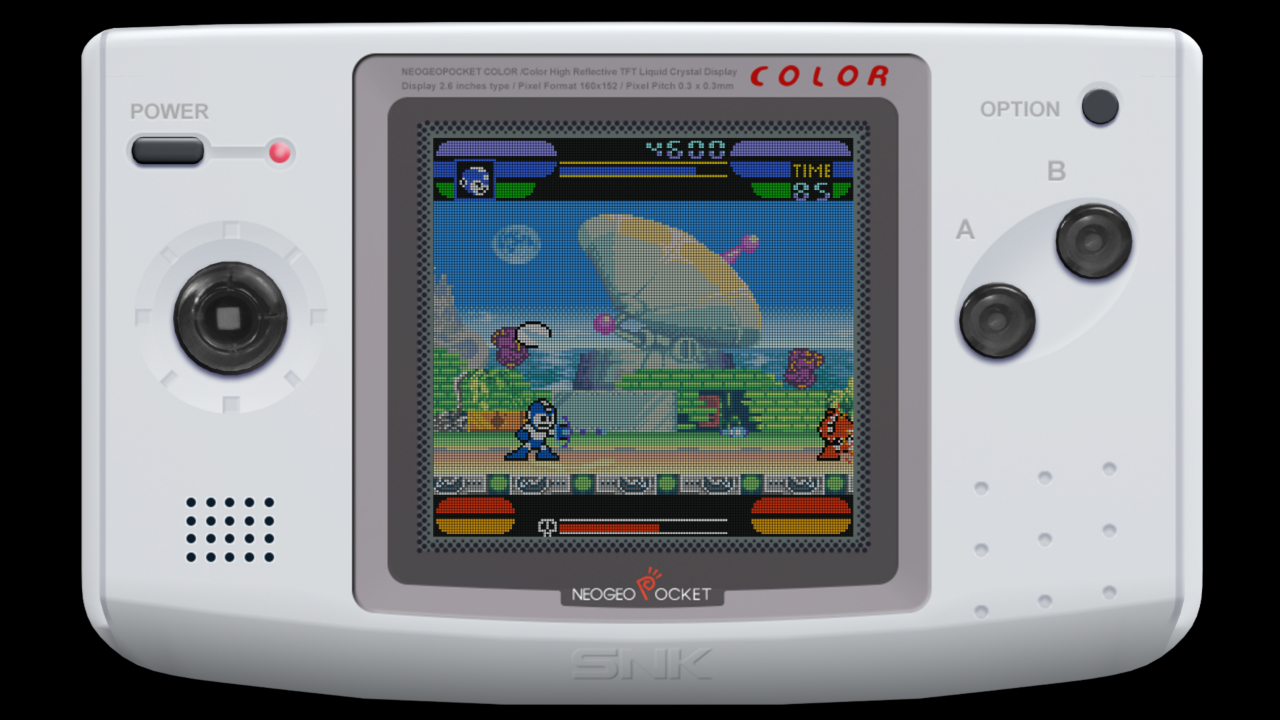 NEOGEOPOCKET COLOR /Color High Reflective TFT Liquid Crystal Display
Display 2.6 inches type / Pixel Format 160x152 / Pixel Pitch 0.3 x 0.3mm
COLOR
POWER
OPTION
B
A
4600
TIME
85
NEOGEO POCKET
SNK